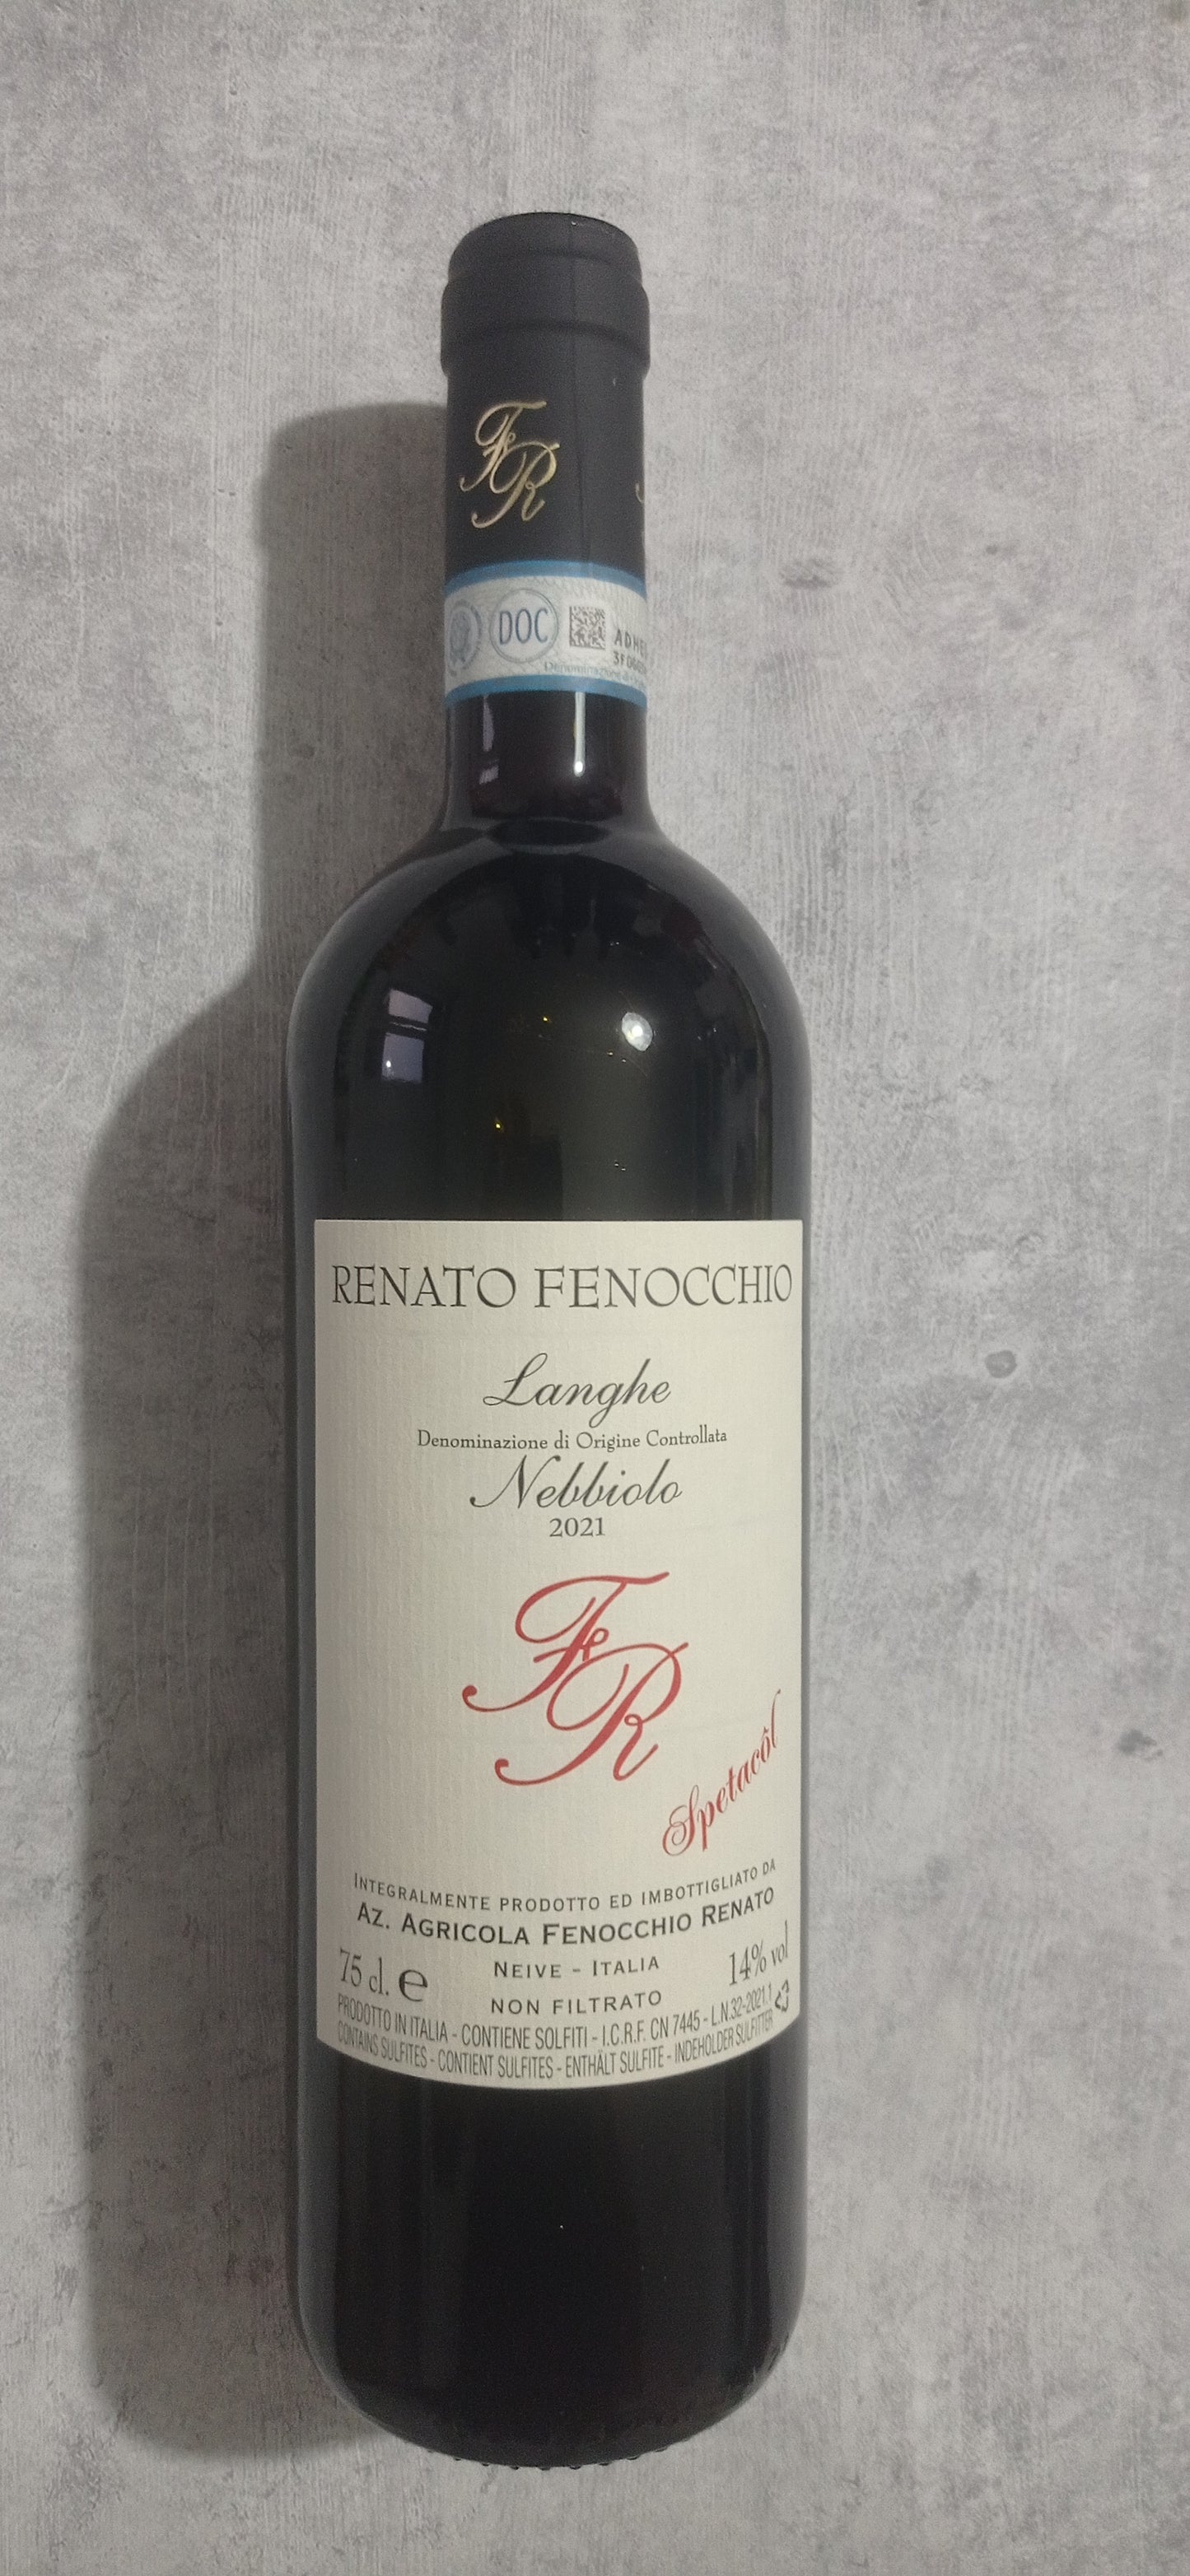 FR
DOC
RENATO FENOCCHIO
Langhe
Denominazione di Origine Controllata
Nebbiolo
2021
FR
Spetacòl
INTEGRALMENTE PRODOTTO ED IMBOTTIGLIATO DA
AZ. AGRICOLA FENOCCHIO RENATO
75 cl. e NEIVE - ITALIA 14% vol
NON FILTRATO
PRODOTTO IN ITALIA - CONTIENE SOLFITI - I.C.R.F. CN 7445 - L.N.32-2021.1
CONTAINS SULFITES - CONTIENT SULFITES - ENTHÄLT SULFITE - INDEHOLDER SULFITTER